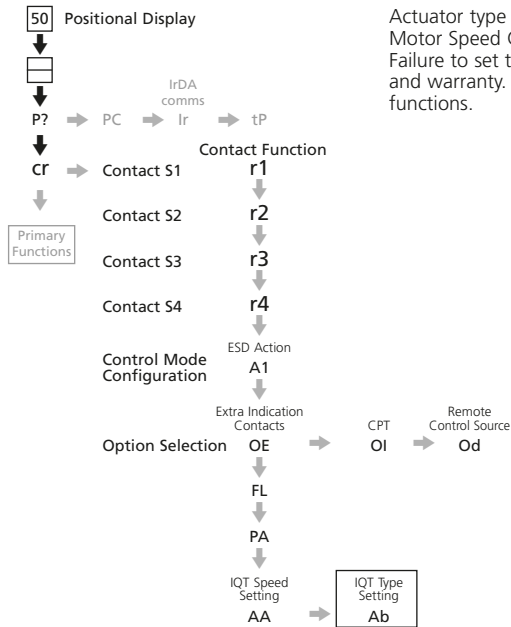 50 Positional Display
Actuator type
Motor Speed
Failure to set
and warranty.
functions.
IrDA
comms
P? PC Ir tP
Contact Function
cr Contact S1 r1
Primary
Functions
Contact S2 r2
Contact S3 r3
Contact S4 r4
ESD Action
Control Mode
Configuration
A1
Extra Indication
Contacts
CPT
Remote
Control Source
Option Selection OE OI Od
FL
PA
IQT Speed
Setting
IQT Type
Setting
AA Ab